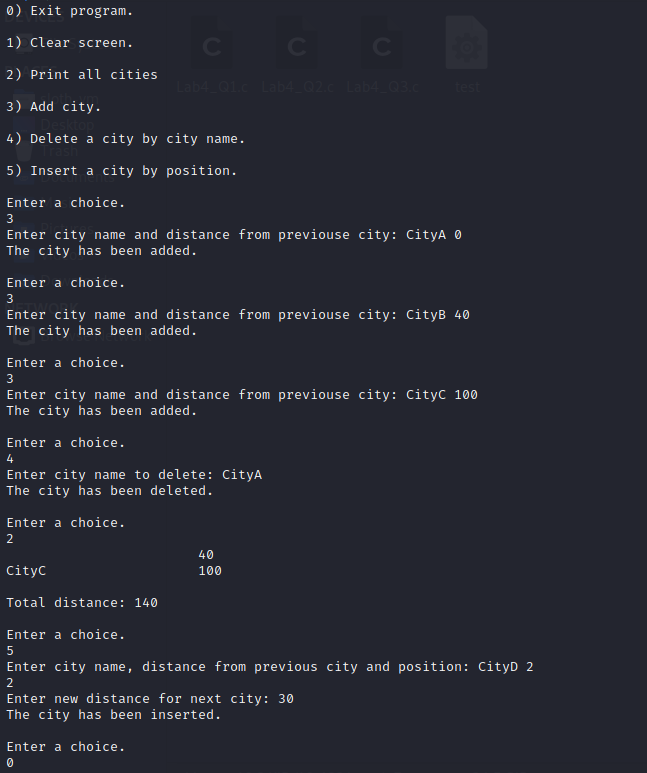 0) Exit program.
1) Clear screen.
2) Print all cities
3) Add city.
4) Delete a city by city name.
5) Insert a city by position.
Enter a choice.
3
Enter city name and distance from previouse city: CityA 0
The city has been added.
Enter a choice.
3
Enter city name and distance from previouse city: CityB 40
The city has been added.
Enter a choice.
3
Enter city name and distance from previouse city: CityC 100
The city has been added.
Enter a choice.
4
Enter city name to delete: CityA
The city has been deleted.
Enter a choice.
2
40
CityC 100
Total distance: 140
Enter a choice.
5
Enter city name, distance from previous city and position: CityD 2
2
Enter new distance for next city: 30
The city has been inserted.
Enter a choice.
0
Lab4_Q1.c Lab4_Q2.c Lab4_Q3.c test
Desktop
Trash